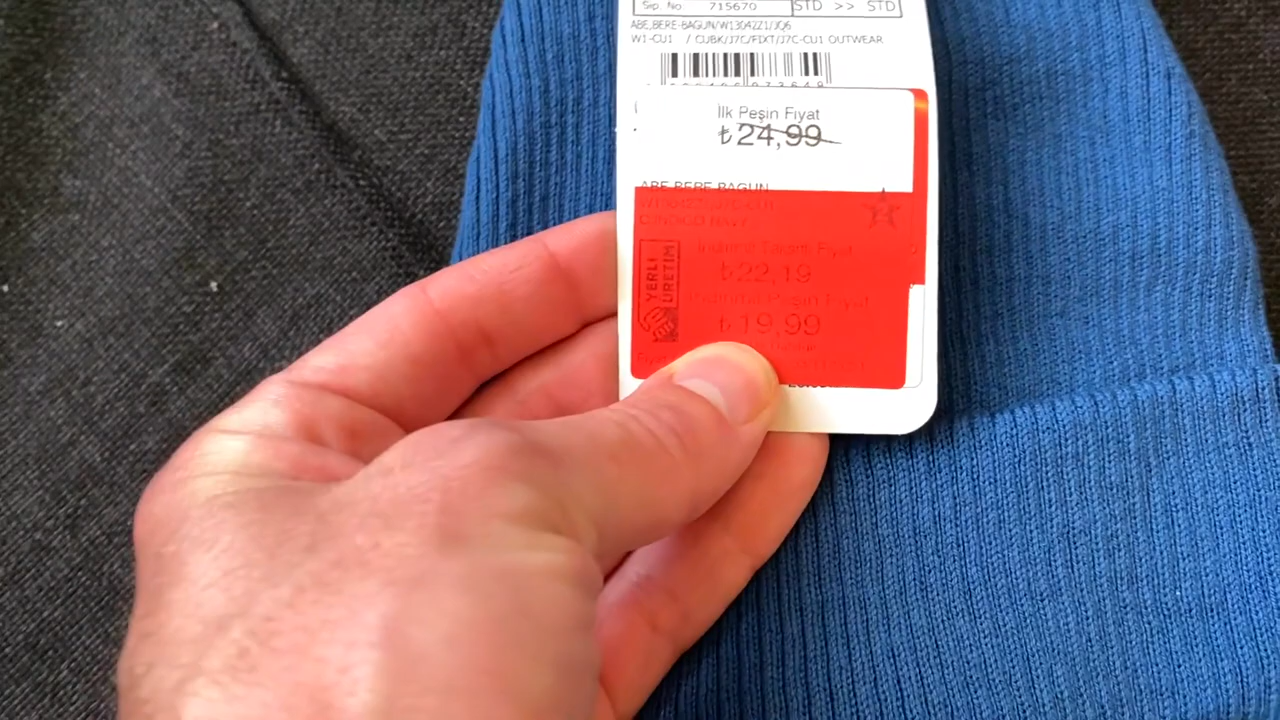 Sip. No 715670 STD >> STD
ABE,BERE-BAGUN/W13042Z1/JQ6
W1-CU1 / CUBK/J7C/FIXT/J7C-CU1 OUTWEAR
İlk Peşin Fiyat
₺24,99
ABE,BERE-BAGUN
YERLİ ÜRETİM
İndirimli Taksitli Fiyat
₺22,19
İndirimli Peşin Fiyat
₺19,99